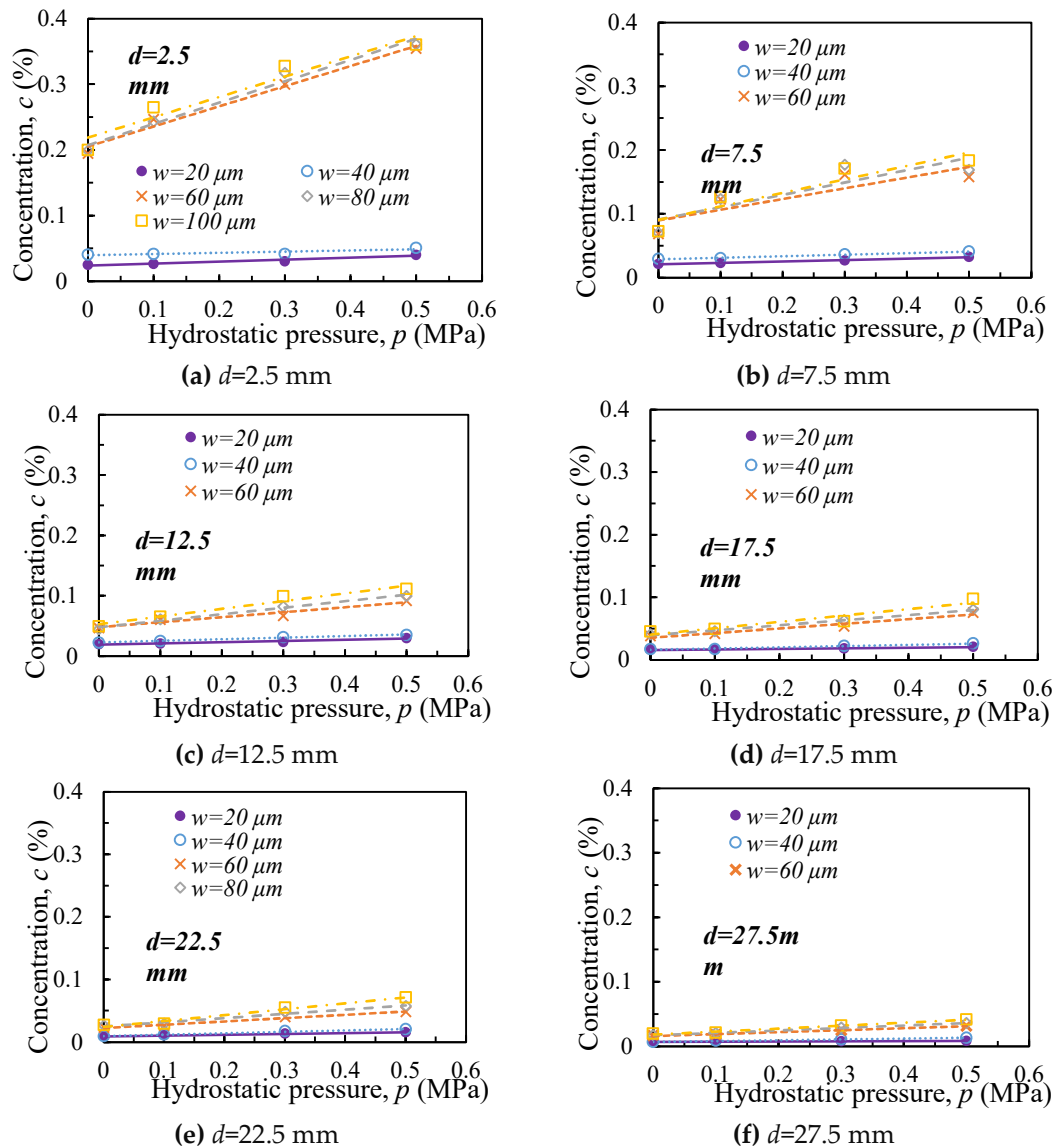 Concentration, c (%)
0.4
0.3
0.2
0.1
0
d=2.5
mm
w=20 μm
w=40 μm
w=60 μm
w=80 μm
w=100 μm
0
0.1
0.2
0.3
0.4
0.5
0.6
Hydrostatic pressure, p (MPa)
(a) d=2.5 mm
Concentration, c (%)
0.4
0.3
0.2
0.1
0
w=20 μm
w=40 μm
w=60 μm
d=7.5
mm
0
0.1
0.2
0.3
0.4
0.5
0.6
Hydrostatic pressure, p (MPa)
(b) d=7.5 mm
Concentration, c (%)
0.4
0.3
0.2
0.1
0
w=20 μm
w=40 μm
w=60 μm
d=12.5
mm
0
0.1
0.2
0.3
0.4
0.5
0.6
Hydrostatic pressure, p (MPa)
(c) d=12.5 mm
Concentration, c (%)
0.4
0.3
0.2
0.1
0
w=20 μm
w=40 μm
w=60 μm
d=17.5
mm
0
0.1
0.2
0.3
0.4
0.5
0.6
Hydrostatic pressure, p (MPa)
(d) d=17.5 mm
Concentration, c (%)
0.4
0.3
0.2
0.1
0
w=20 μm
w=40 μm
w=60 μm
w=80 μm
d=22.5
mm
0
0.1
0.2
0.3
0.4
0.5
0.6
Hydrostatic pressure, p (MPa)
(e) d=22.5 mm
Concentration, c (%)
0.4
0.3
0.2
0.1
0
w=20 μm
w=40 μm
w=60 μm
d=27.5m
m
0
0.1
0.2
0.3
0.4
0.5
0.6
Hydrostatic pressure, p (MPa)
(f) d=27.5 mm